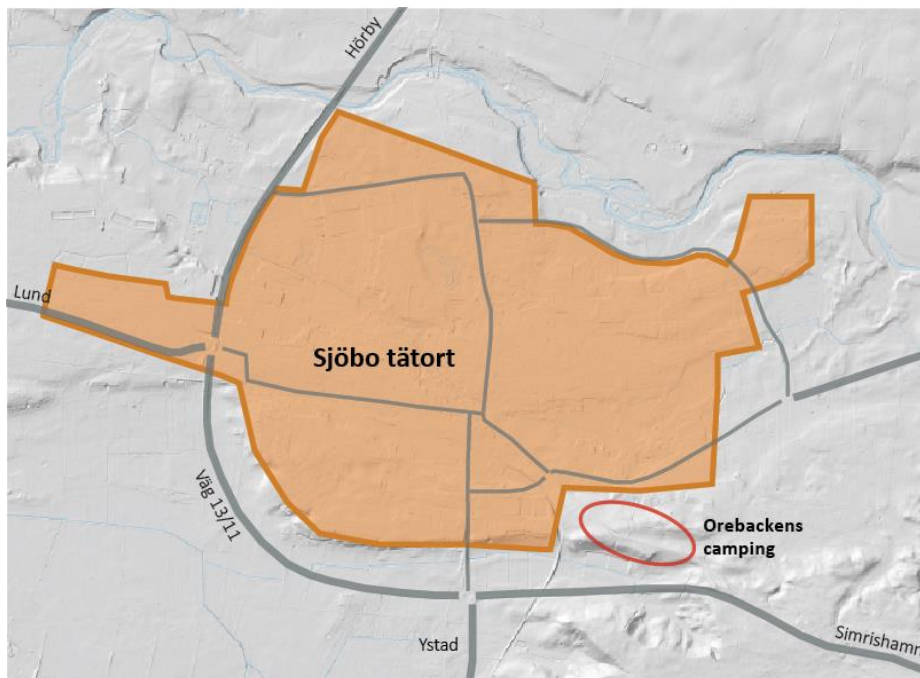 Hörby
Lund
Sjöbo tätort
Väg 13/11
Orebackens
camping
Ystad
Simrishamn